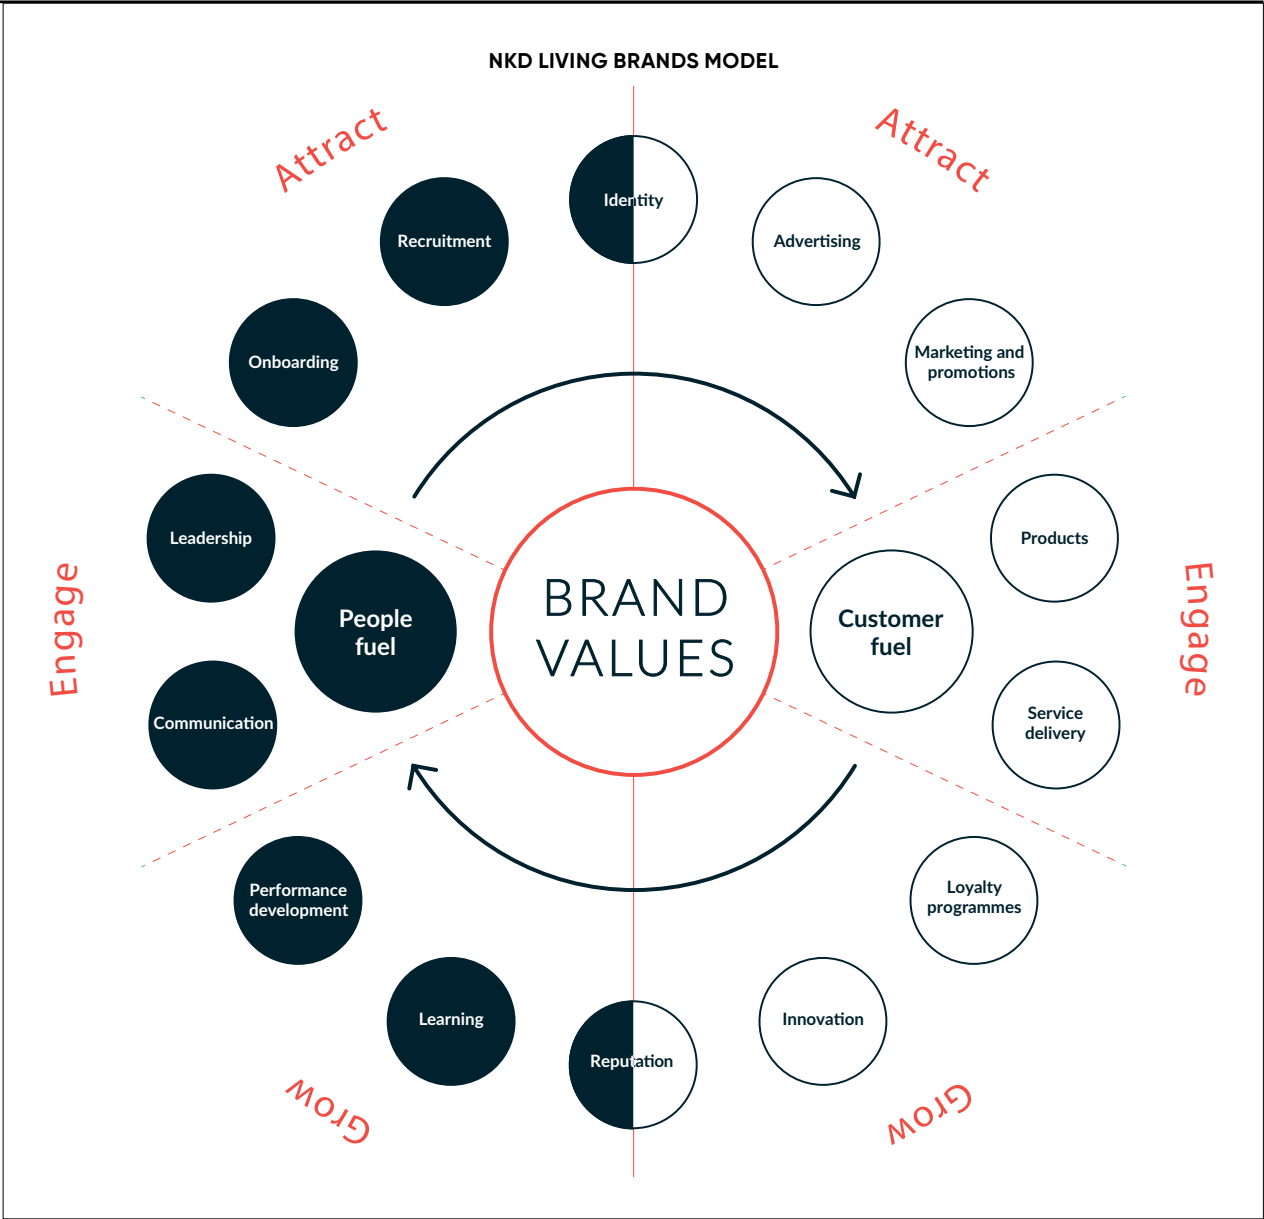 NKD LIVING BRANDS MODEL
Attract
Attract
Identity
Recruitment
Advertising
Onboarding
Marketing and
promotions
Leadership
Products
Engage
Engage
People
fuel
BRAND
VALUES
Customer
fuel
Communication
Service
delivery
Performance
development
Loyalty
programmes
Learning
Innovation
Reputation
Grow
Grow